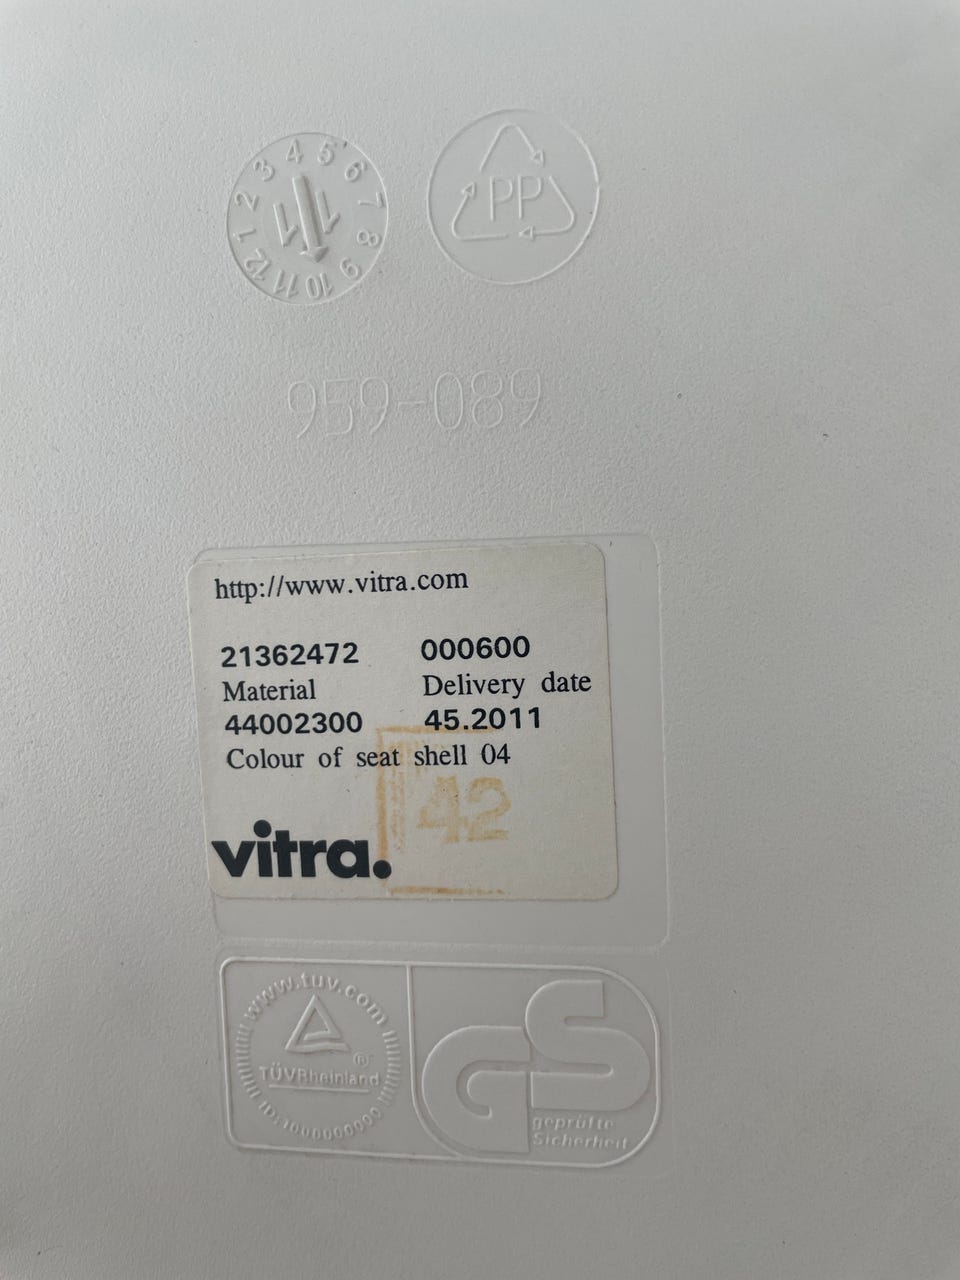 1 2 3 4 5 6 7 8 9 10 11 12
11
PP
959-089
http://www.vitra.com
21362472 000600
Material Delivery date
44002300 45.2011
Colour of seat shell 04
42
vitra.
www.tuv.com
TÜVRheinland ®
ID: 1000000000
GS
geprüfte
Sicherheit